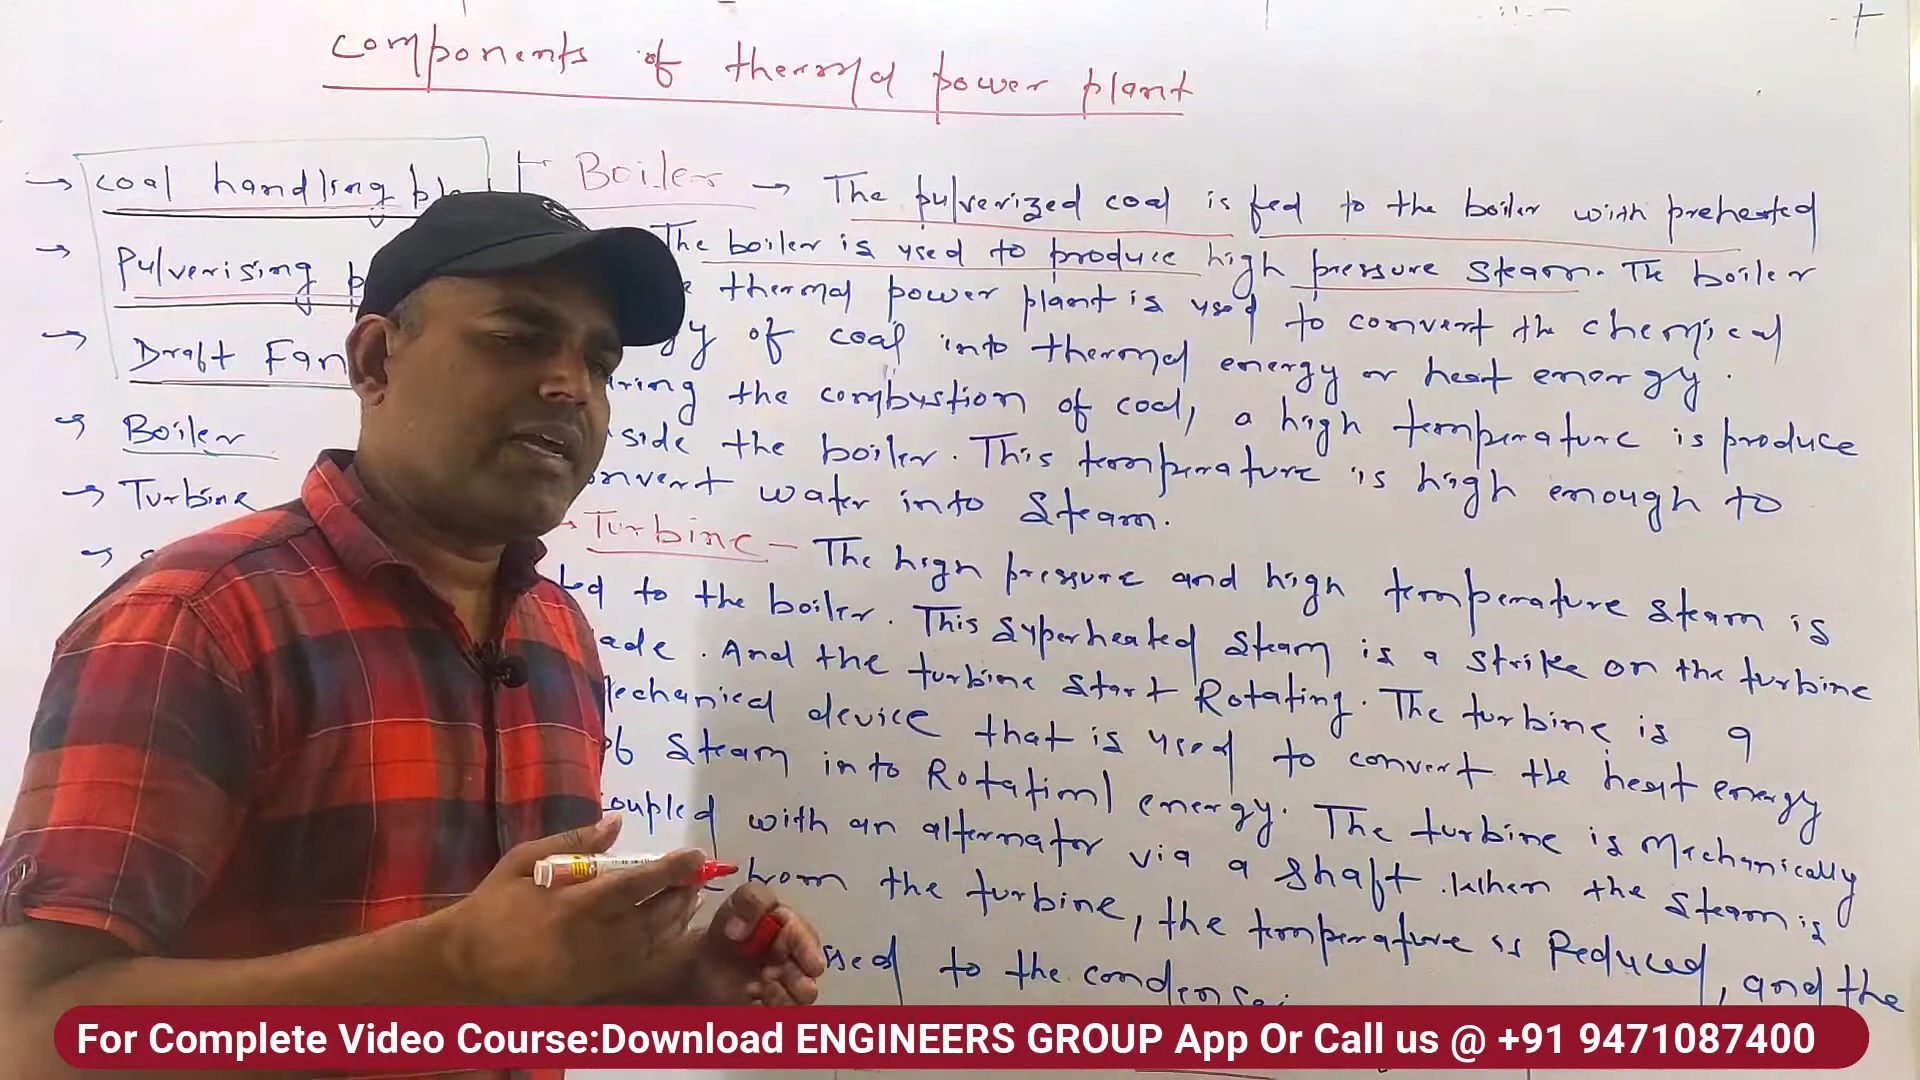 Components of thermal power plant
→ Coal handling
→ Pulverising
→ Draft Fan
→ Boiler
→ Turbine
Boiler → The pulverized coal is fed to the boiler with preheated
The boiler is used to produce high pressure steam. The boiler
thermal power plant is used to convert the chemical
of coal into thermal energy or heat energy.
the combustion of coal, a high temperature is produce
side the boiler. This temperature is high enough to
convert water into steam.
→ Turbine - The high pressure and high temperature steam is
to the boiler. This superheated steam is a strike on the turbine
ade. And the turbine start Rotating. The turbine is a
Mechanical device that is used to convert the heat energy
of steam into Rotational energy. The turbine is Mechanically
coupled with an alternator via a shaft. When the steam is
from the turbine, the temperature is Reduced, and the
to the condenser
For Complete Video Course:Download ENGINEERS GROUP App Or Call us @ +91 9471087400